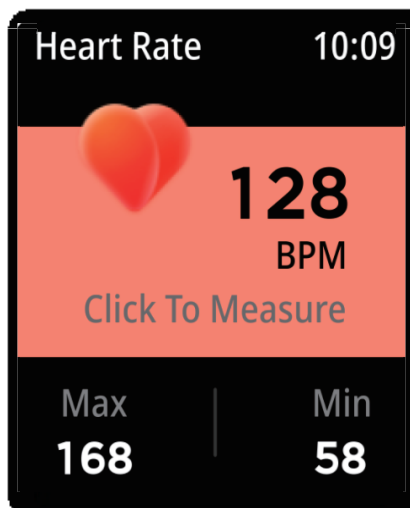 Heart Rate 10:09
128
BPM
Click To Measure
Max Min
168 58